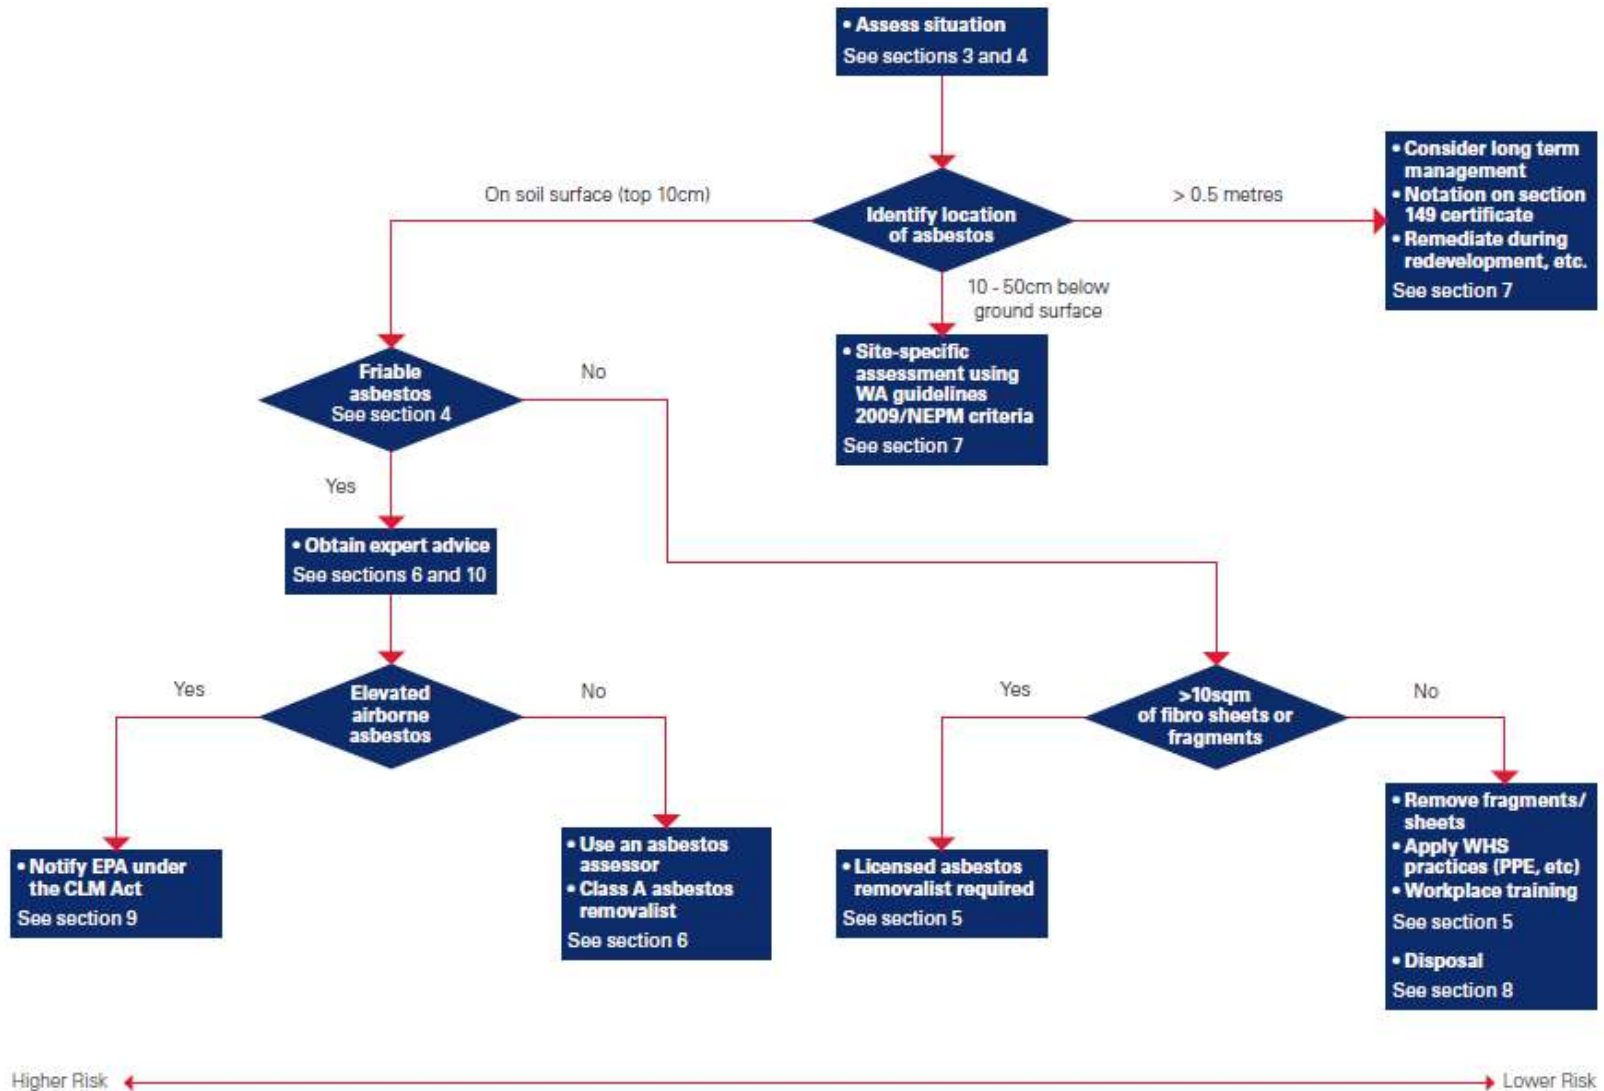 • Assess situation
See sections 3 and 4
On soil surface (top 10cm)
Identify location
of asbestos
> 0.5 metres
• Consider long term
management
• Notation on section
149 certificate
• Remediate during
redevelopment, etc.
See section 7
10 - 50cm below
ground surface
• Site-specific
assessment using
WA guidelines
2009/NEPM criteria
See section 7
Friable
asbestos
See section 4
No
Yes
• Obtain expert advice
See sections 6 and 10
Yes
Elevated
airborne
asbestos
No
Yes
>10sqm
of fibro sheets or
fragments
No
• Notify EPA under
the CLM Act
See section 9
• Use an asbestos
assessor
• Class A asbestos
removalist
See section 6
• Licensed asbestos
removalist required
See section 5
• Remove fragments/
sheets
• Apply WHS
practices (PPE, etc)
• Workplace training
See section 5
• Disposal
See section 8
Higher Risk
Lower Risk